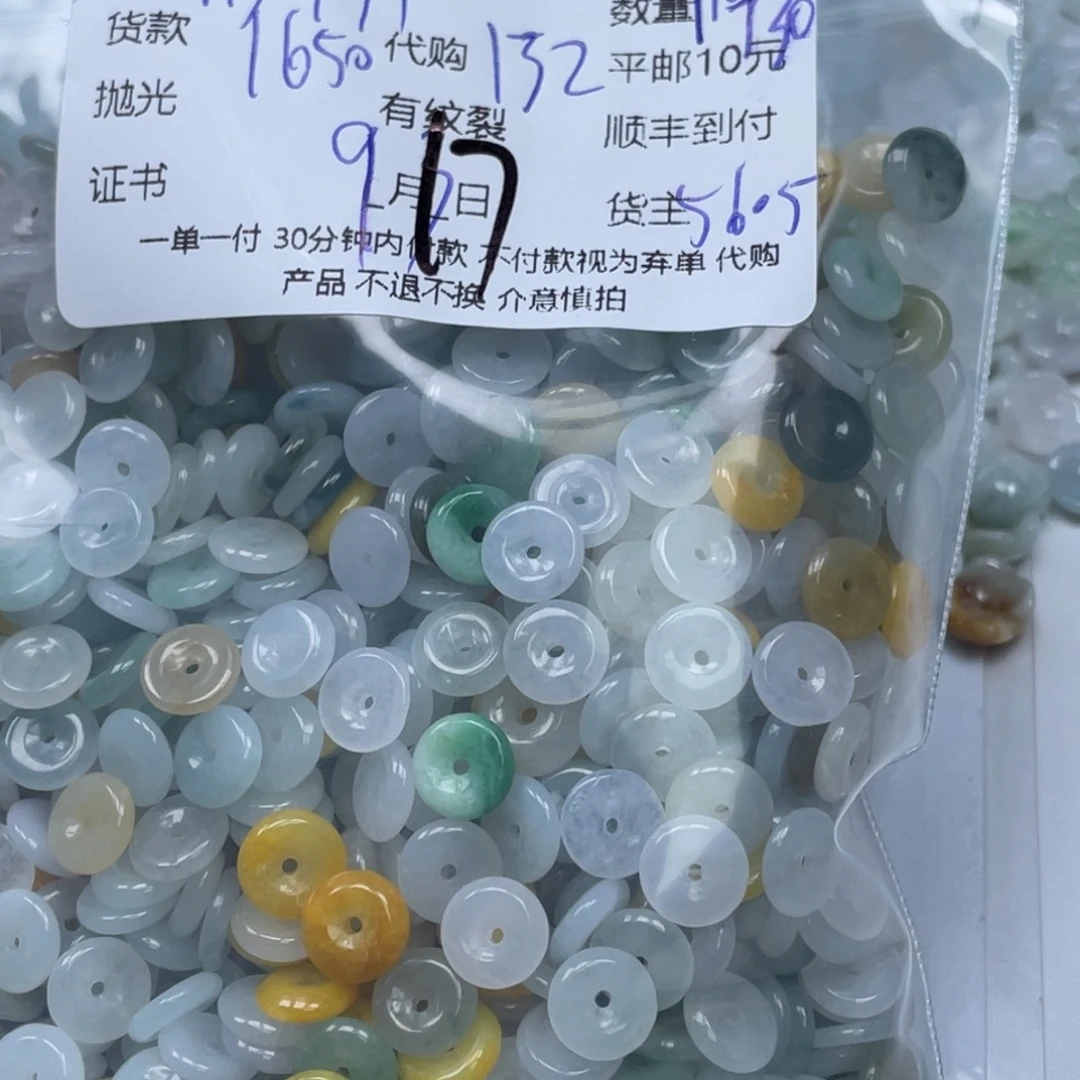 货款 1650 代购 132 数量
抛光 有纹裂 平邮10元
证书 9月17日 顺丰到付
货主 5605
一单一付 30分钟内付款 不付款视为弃单 代购
产品 不退不换 介意慎拍